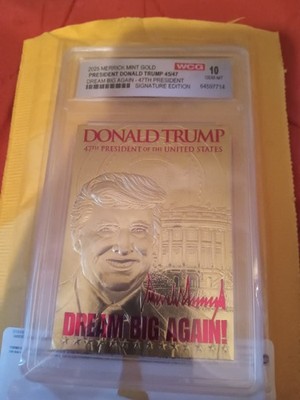 2025 MERRICK MINT GOLD
PRESIDENT DONALD TRUMP 45/47
DREAM BIG AGAIN - 47TH PRESIDENT
SIGNATURE EDITION
WCG
10
GEM MT
DONALD TRUMP
47TH PRESIDENT OF THE UNITED STATES
DREAM BIG AGAIN!